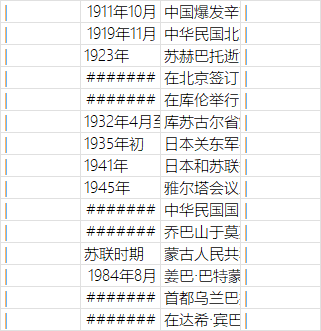 | 1911年10月 中国爆发辛 |
| 1919年11月 中华民国北 |
| 1923年 苏赫巴托逝 |
| ####### 在北京签订 |
| ####### 在库伦举行 |
| 1932年4月至 库苏古尔省 |
| 1935年初 日本关东军 |
| 1941年 日本和苏联 |
| 1945年 雅尔塔会议 |
| ####### 中华民国国 |
| ####### 乔巴山于莫 |
| 苏联时期 蒙古人民共 |
| 1984年8月 姜巴·巴特蒙 |
| ####### 首都乌兰巴 |
| ####### 在达希·宾巴 |